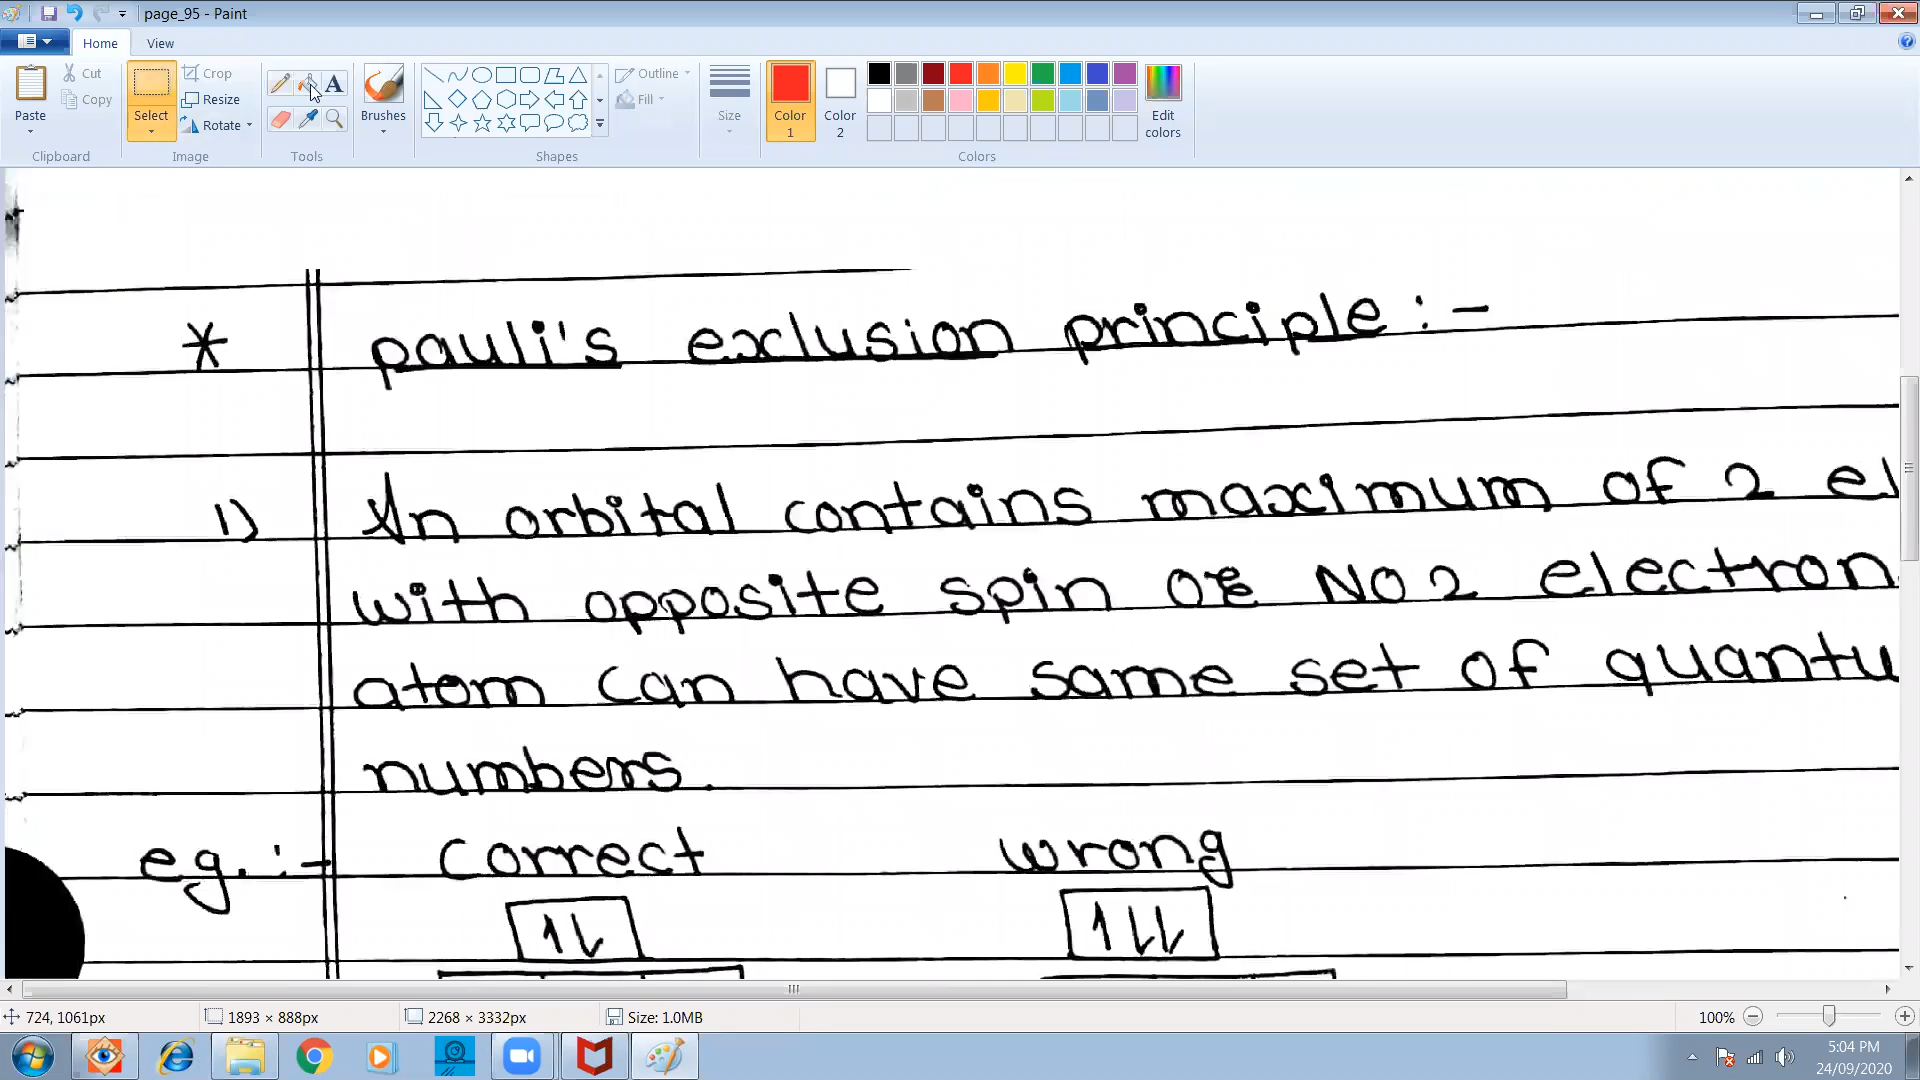 page_95 - Paint
Home View
Paste
Cut
Copy
Clipboard
Select
Crop
Resize
Rotate
Image
A
Tools
Brushes
Shapes
Outline
Fill
Size
Color 1
Color 2
Edit colors
Colors
* pauli's exclusion principle :-
1) An orbital contains maximum of 2 el
with opposite spin OR NO 2 electron
atom can have same set of quantu
numbers.
eg. :- correct wrong
724, 1061px 1893 × 888px 2268 × 3332px Size: 1.0MB 100%
5:04 PM
24/09/2020